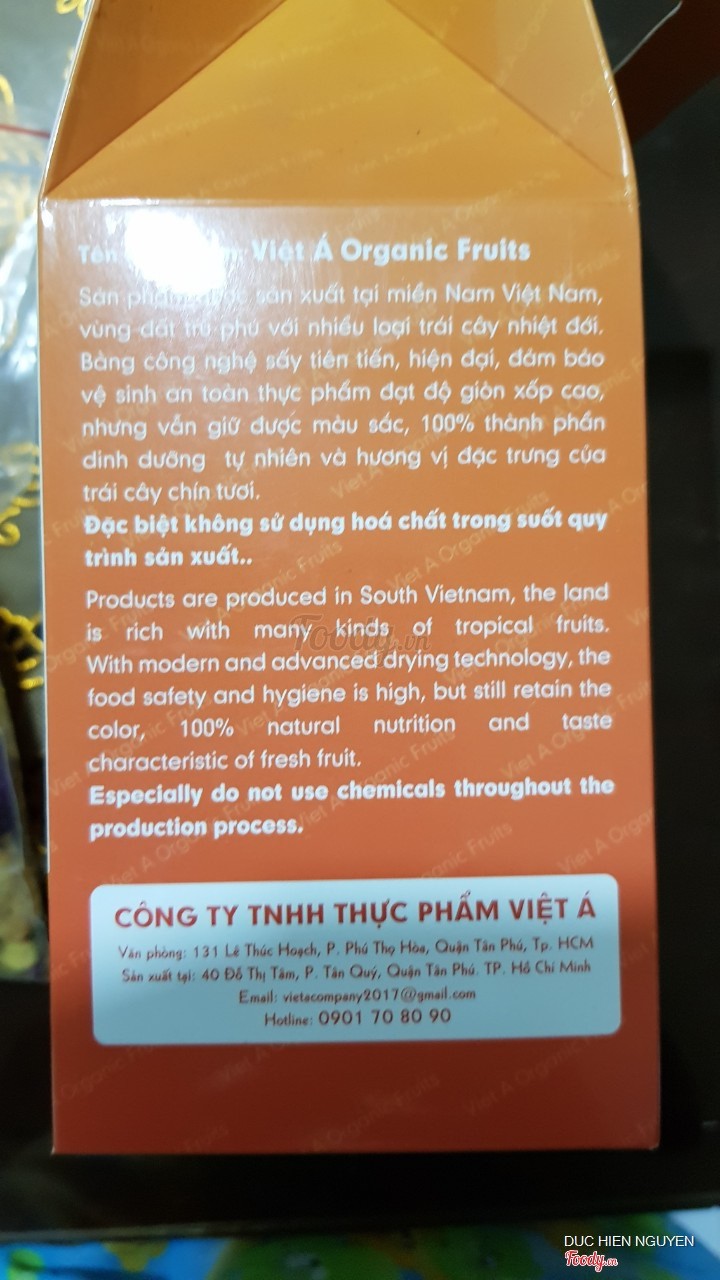 Tên Việt Á Organic Fruits
Sản xuất tại miền Nam Việt Nam,
vùng đất trù phú với nhiều loại trái cây nhiệt đới.
Bằng công nghệ sấy tiên tiến, hiện đại, đảm bảo
vệ sinh an toàn thực phẩm đạt độ giòn xốp cao,
nhưng vẫn giữ được màu sắc, 100% thành phần
dinh dưỡng tự nhiên và hương vị đặc trưng của
trái cây chín tươi.
Đặc biệt không sử dụng hoá chất trong suốt quy
trình sản xuất..
Products are produced in South Vietnam, the land
is rich with many kinds of tropical fruits.
With modern and advanced drying technology, the
food safety and hygiene is high, but still retain the
color, 100% natural nutrition and taste
characteristic of fresh fruit.
Especially do not use chemicals throughout the
production process.
Foody.vn
CÔNG TY TNHH THỰC PHẨM VIỆT Á
Văn phòng: 131 Lê Thúc Hoạch, P. Phú Thọ Hòa, Quận Tân Phú, Tp. HCM
Sản xuất tại: 40 Đỗ Thị Tâm, P. Tân Quý, Quận Tân Phú. TP. Hồ Chí Minh
Email: vietacompany2017@gmail.com
Hotline: 0901 70 80 90
DUC HIEN NGUYEN
Foody.vn